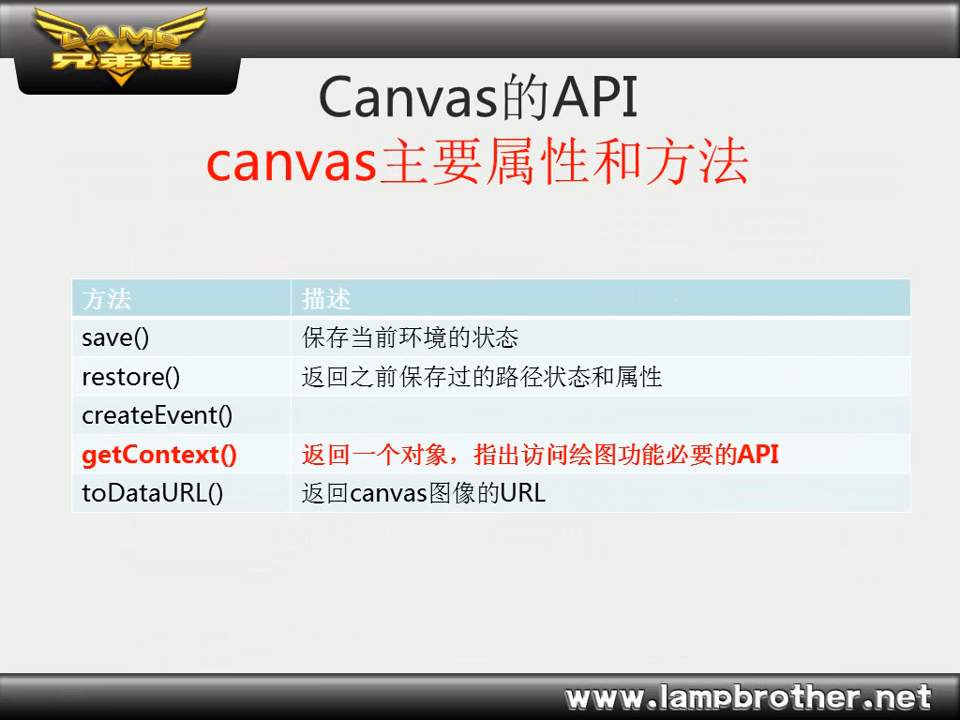 LAMP
兄弟连
Canvas的API
canvas主要属性和方法
方法 描述
save() 保存当前环境的状态
restore() 返回之前保存过的路径状态和属性
createEvent()
getContext() 返回一个对象，指出访问绘图功能必要的API
toDataURL() 返回canvas图像的URL
www.lampbrother.net